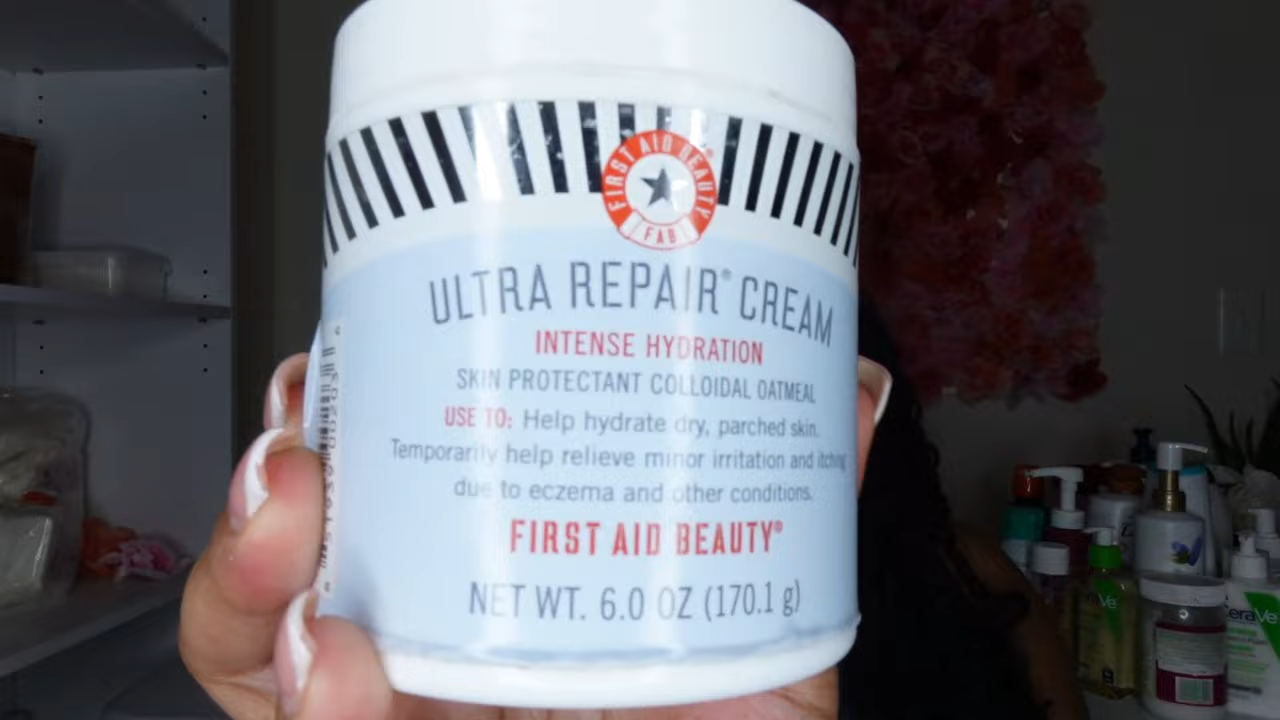 FIRST AID BEAUTY®
FAB
ULTRA REPAIR® CREAM
INTENSE HYDRATION
SKIN PROTECTANT COLLOIDAL OATMEAL
USE TO: Help hydrate dry, parched skin.
Temporarily help relieve minor irritation and itching
due to eczema and other conditions.
FIRST AID BEAUTY®
NET WT. 6.0 OZ (170.1 g)
CeraVe